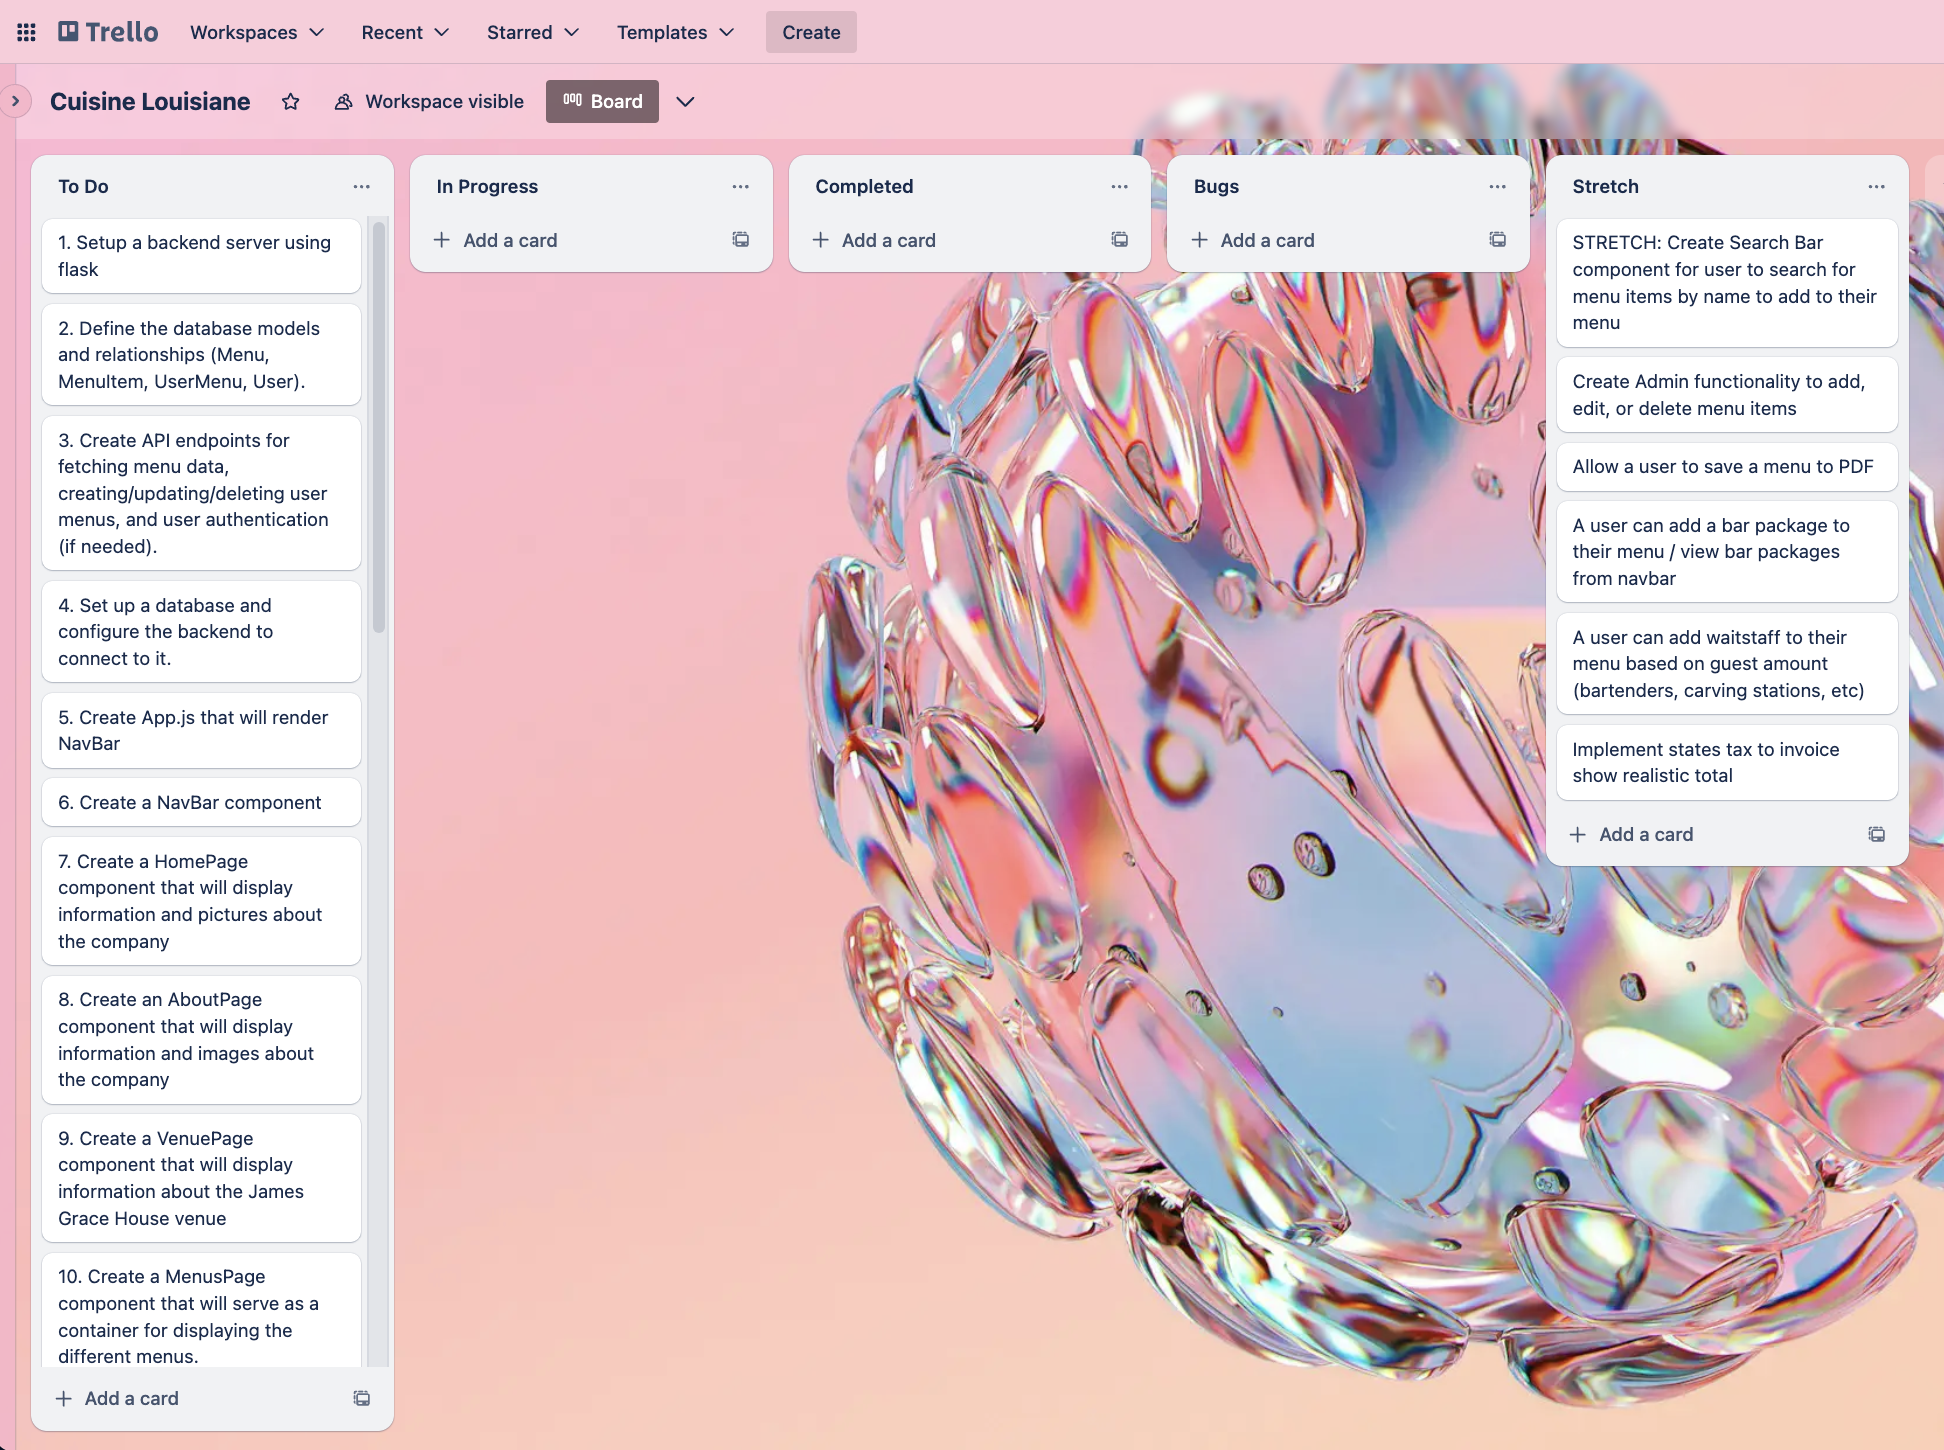 Trello
Workspaces
Recent
Starred
Templates
Create
Cuisine Louisiane
Workspace visible
Board
To Do
1. Setup a backend server using
flask
2. Define the database models
and relationships (Menu,
MenuItem, UserMenu, User).
3. Create API endpoints for
fetching menu data,
creating/updating/deleting user
menus, and user authentication
(if needed).
4. Set up a database and
configure the backend to
connect to it.
5. Create App.js that will render
NavBar
6. Create a NavBar component
7. Create a HomePage
component that will display
information and pictures about
the company
8. Create an AboutPage
component that will display
information and images about
the company
9. Create a VenuePage
component that will display
information about the James
Grace House venue
10. Create a MenusPage
component that will serve as a
container for displaying the
different menus.
Add a card
In Progress
Add a card
Completed
Add a card
Bugs
Add a card
Stretch
STRETCH: Create Search Bar
component for user to search for
menu items by name to add to their
menu
Create Admin functionality to add,
edit, or delete menu items
Allow a user to save a menu to PDF
A user can add a bar package to
their menu / view bar packages
from navbar
A user can add waitstaff to their
menu based on guest amount
(bartenders, carving stations, etc)
Implement states tax to invoice
show realistic total
Add a card